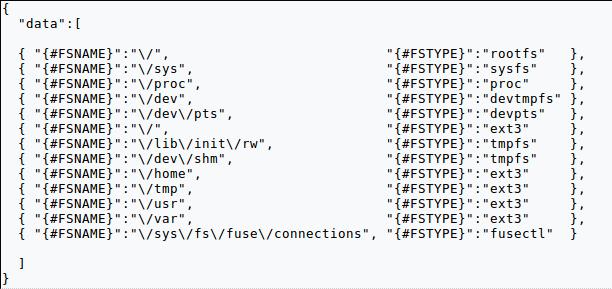 {
  "data":[

  { "{#FSNAME}":"\/",                           "{#FSTYPE}":"rootfs"   },
  { "{#FSNAME}":"\/sys",                        "{#FSTYPE}":"sysfs"    },
  { "{#FSNAME}":"\/proc",                       "{#FSTYPE}":"proc"     },
  { "{#FSNAME}":"\/dev",                        "{#FSTYPE}":"devtmpfs" },
  { "{#FSNAME}":"\/dev\/pts",                   "{#FSTYPE}":"devpts"   },
  { "{#FSNAME}":"\/",                           "{#FSTYPE}":"ext3"     },
  { "{#FSNAME}":"\/lib\/init\/rw",              "{#FSTYPE}":"tmpfs"    },
  { "{#FSNAME}":"\/dev\/shm",                   "{#FSTYPE}":"tmpfs"    },
  { "{#FSNAME}":"\/home",                       "{#FSTYPE}":"ext3"     },
  { "{#FSNAME}":"\/tmp",                        "{#FSTYPE}":"ext3"     },
  { "{#FSNAME}":"\/usr",                        "{#FSTYPE}":"ext3"     },
  { "{#FSNAME}":"\/var",                        "{#FSTYPE}":"ext3"     },
  { "{#FSNAME}":"\/sys\/fs\/fuse\/connections", "{#FSTYPE}":"fusectl"  }

  ]
}